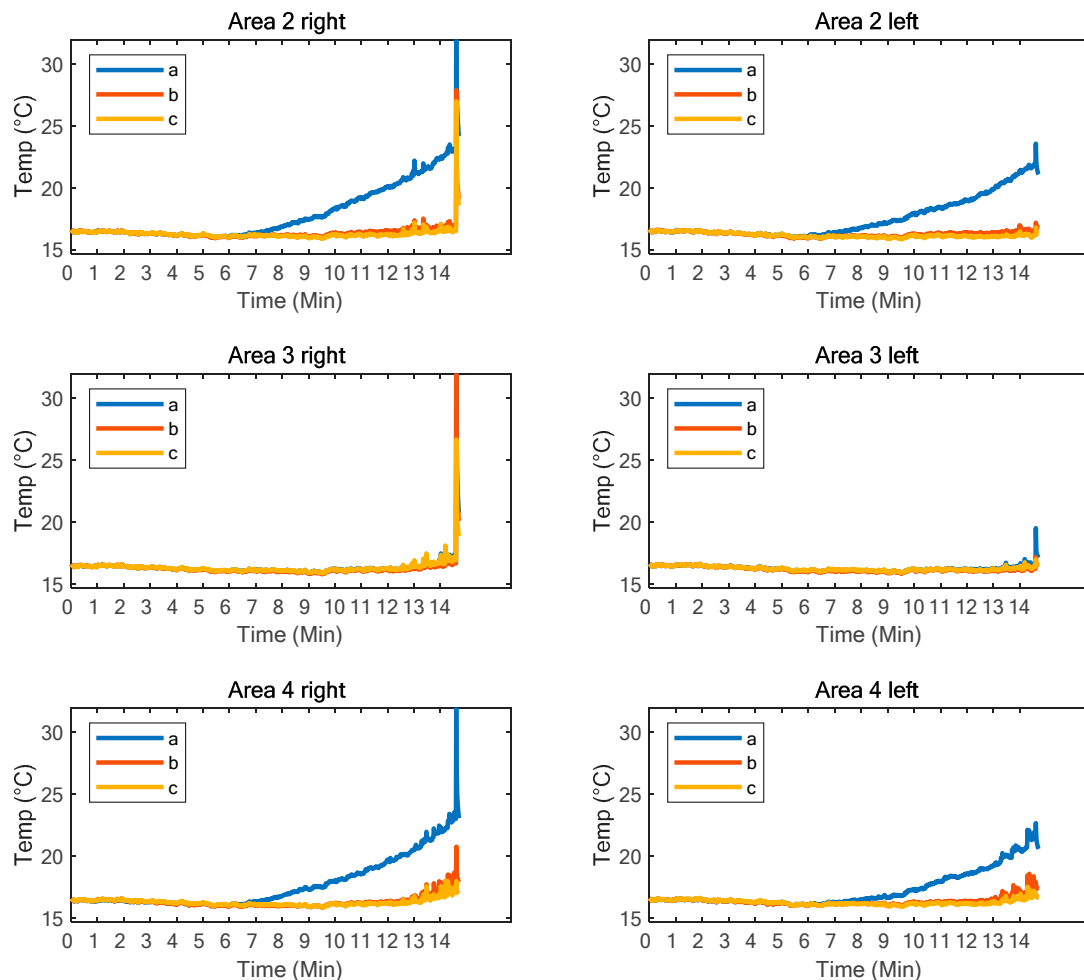 Area 2 right
Temp (°C)
30
25
20
15
a
b
c
0 1 2 3 4 5 6 7 8 9 10 11 12 13 14
Time (Min)
Area 2 left
Temp (°C)
30
25
20
15
a
b
c
0 1 2 3 4 5 6 7 8 9 10 11 12 13 14
Time (Min)
Area 3 right
Temp (°C)
30
25
20
15
a
b
c
0 1 2 3 4 5 6 7 8 9 10 11 12 13 14
Time (Min)
Area 3 left
Temp (°C)
30
25
20
15
a
b
c
0 1 2 3 4 5 6 7 8 9 10 11 12 13 14
Time (Min)
Area 4 right
Temp (°C)
30
25
20
15
a
b
c
0 1 2 3 4 5 6 7 8 9 10 11 12 13 14
Time (Min)
Area 4 left
Temp (°C)
30
25
20
15
a
b
c
0 1 2 3 4 5 6 7 8 9 10 11 12 13 14
Time (Min)